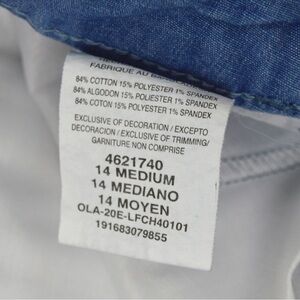 FABRIQUE AU
84% COTTON 15% POLYESTER 1% SPANDEX
84% ALGODON 15% POLIESTER 1% SPANDEX
84% COTON 15% POLYESTER 1% SPANDEX
EXCLUSIVE OF DECORATION / EXCEPTO
DECORACION / EXCLUSIVE OF TRIMMING/
GARNITURE NON COMPRISE
4621740
14 MEDIUM
14 MEDIANO
14 MOYEN
OLA-20E-LFCH40101
191683079855